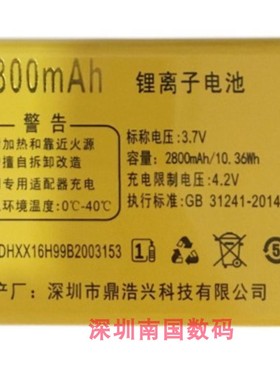 800mAh
锂离子电池
警告
加热和靠近火源
擅自拆卸改造
用专用适配器充电
环境温度：0℃-40℃
标称电压：3.7V
容量：2800mAh/10.36Wh
充电限制电压：4.2V
执行标准：GB 31241-2014
DHXX16H99B2003153
产厂：深圳市鼎浩兴科技有限公
深圳南国数码